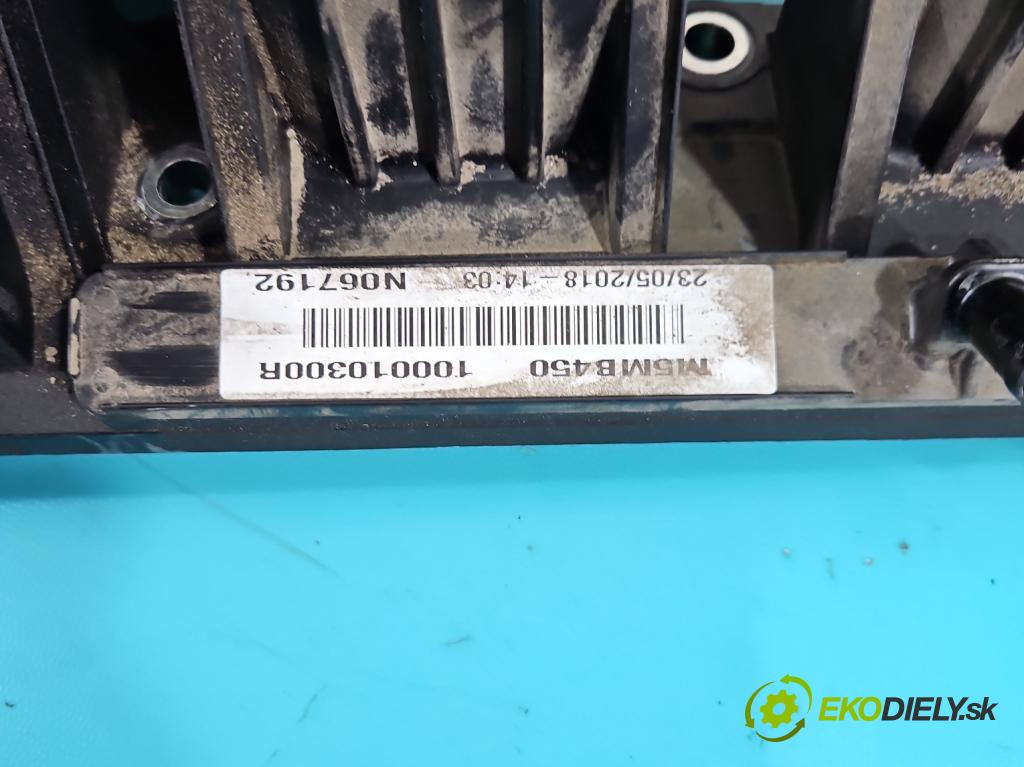 M5MB450 100010300R
23/05/2018 - 14:03 N067192
EKODIELY.sk